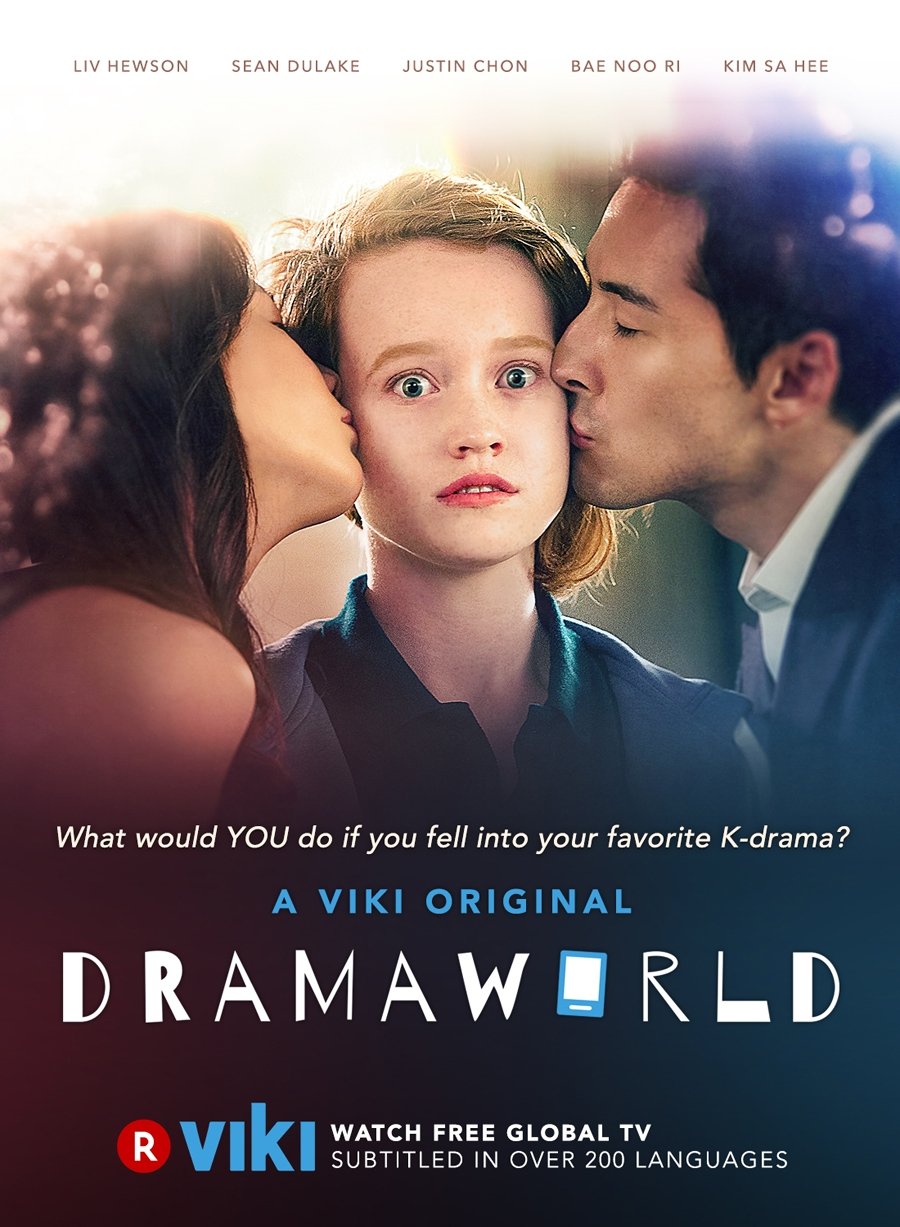 LIV HEWSON SEAN DULAKE JUSTIN CHON BAE NOO RI KIM SA HEE
What would YOU do if you fell into your favorite K-drama?
A VIKI ORIGINAL
DRAMAWORLD
R VIKI WATCH FREE GLOBAL TV
SUBTITLED IN OVER 200 LANGUAGES